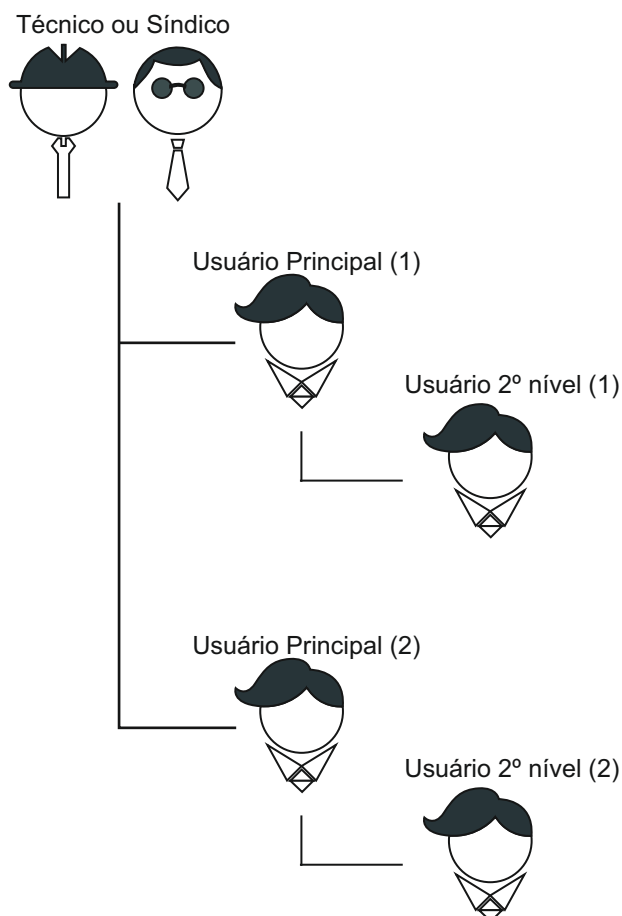 Técnico ou Síndico
Usuário Principal (1)
Usuário 2º nível (1)
Usuário Principal (2)
Usuário 2º nível (2)